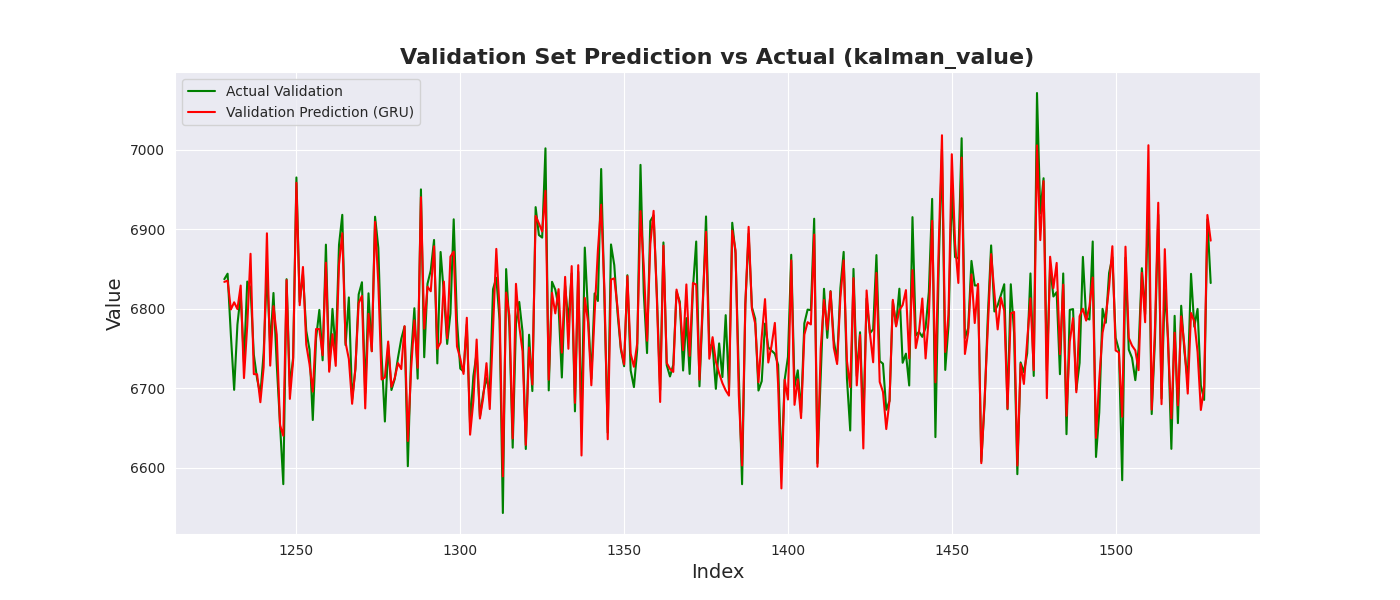 Validation Set Prediction vs Actual (kalman_value)
Actual Validation
Validation Prediction (GRU)
Value
7000
6900
6800
6700
6600
1250 1300 1350 1400 1450 1500
Index